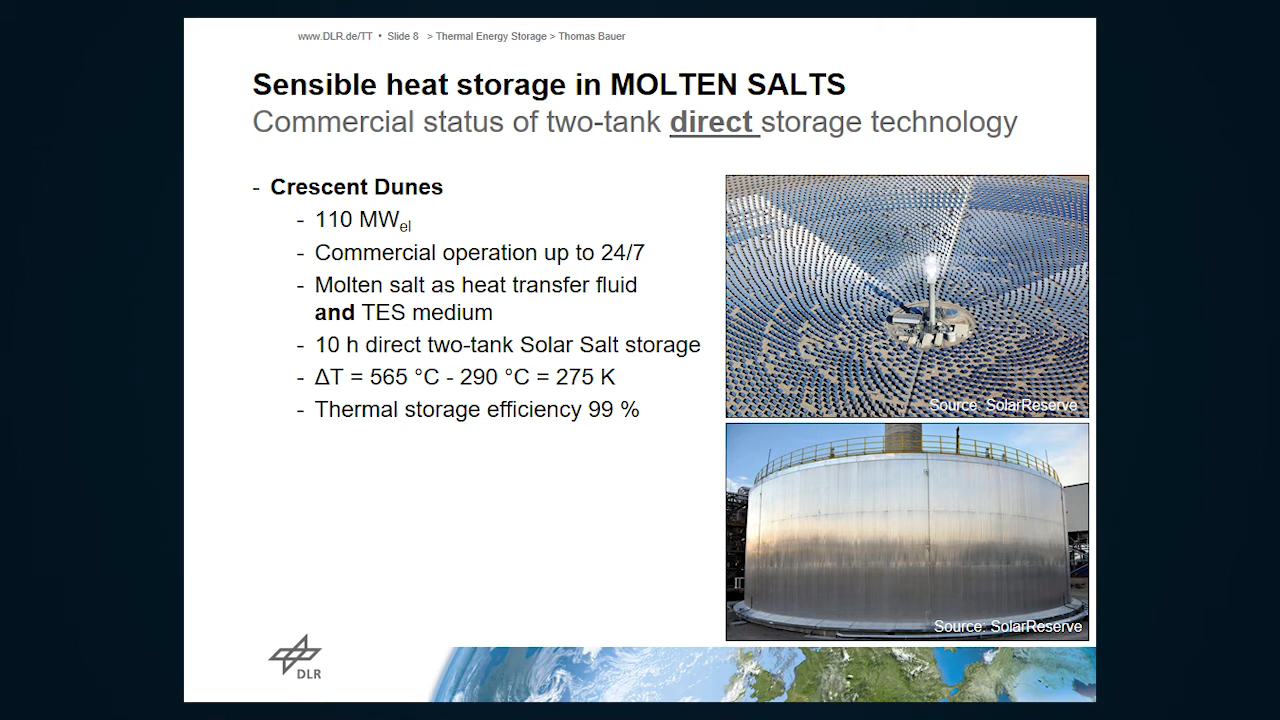 www.DLR.de/TT • Slide 8 > Thermal Energy Storage > Thomas Bauer
Sensible heat storage in MOLTEN SALTS
Commercial status of two-tank direct storage technology
- Crescent Dunes
- 110 MWel
- Commercial operation up to 24/7
- Molten salt as heat transfer fluid
and TES medium
- 10 h direct two-tank Solar Salt storage
- ΔT = 565 °C - 290 °C = 275 K
- Thermal storage efficiency 99 %
Source: SolarReserve
Source: SolarReserve
DLR